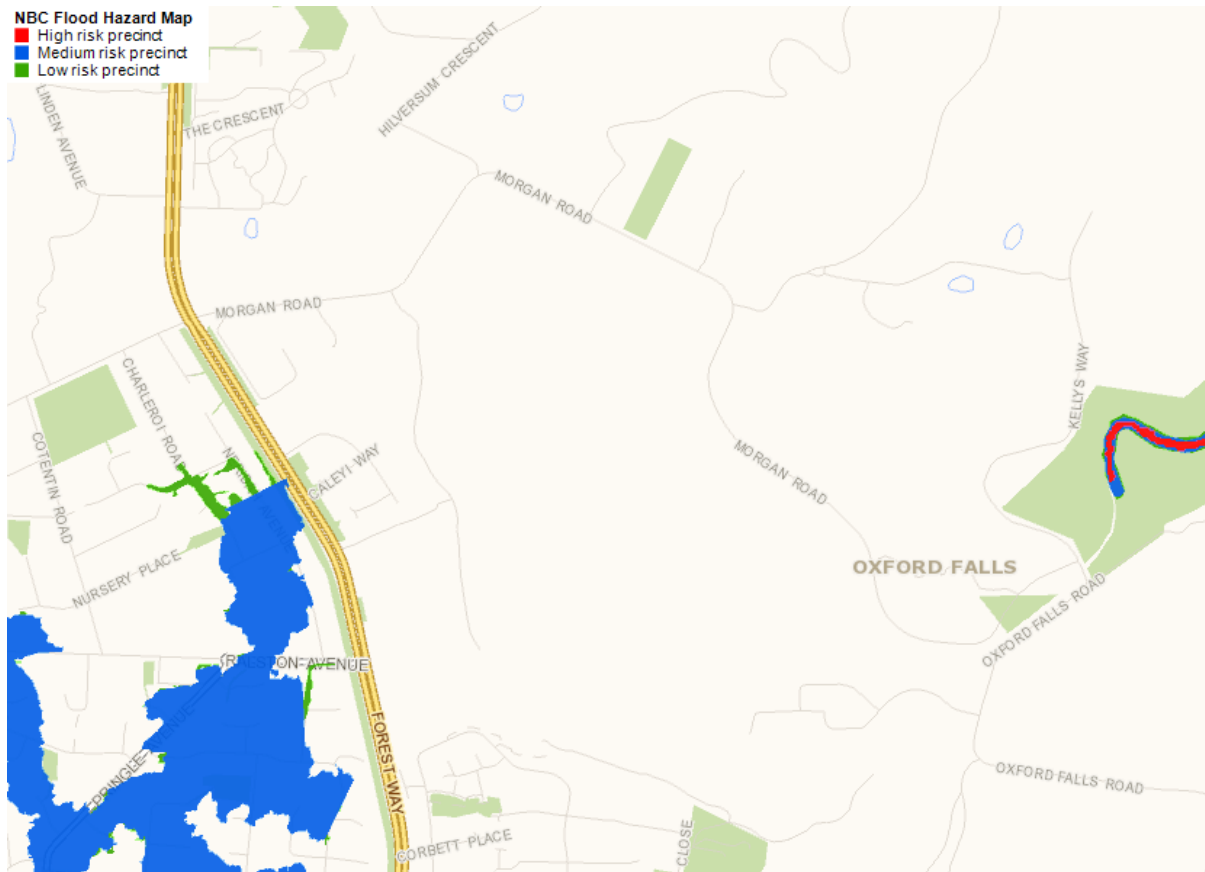 NBC Flood Hazard Map
High risk precinct
Medium risk precinct
Low risk precinct
LINDEN AVENUE
THE CRESCENT
HILVERSUM CRESCENT
MORGAN ROAD
MORGAN ROAD
CHARLEROI ROAD
COTENTIN ROAD
CALEYI WAY
AVENUE
NURSERY PLACE
KELLYS WAY
MORGAN ROAD
OXFORD FALLS
OXFORD FALLS ROAD
RALSTON AVENUE
PRINGLE AVENUE
FOREST WAY
OXFORD FALLS ROAD
CORBETT PLACE
CLOSE